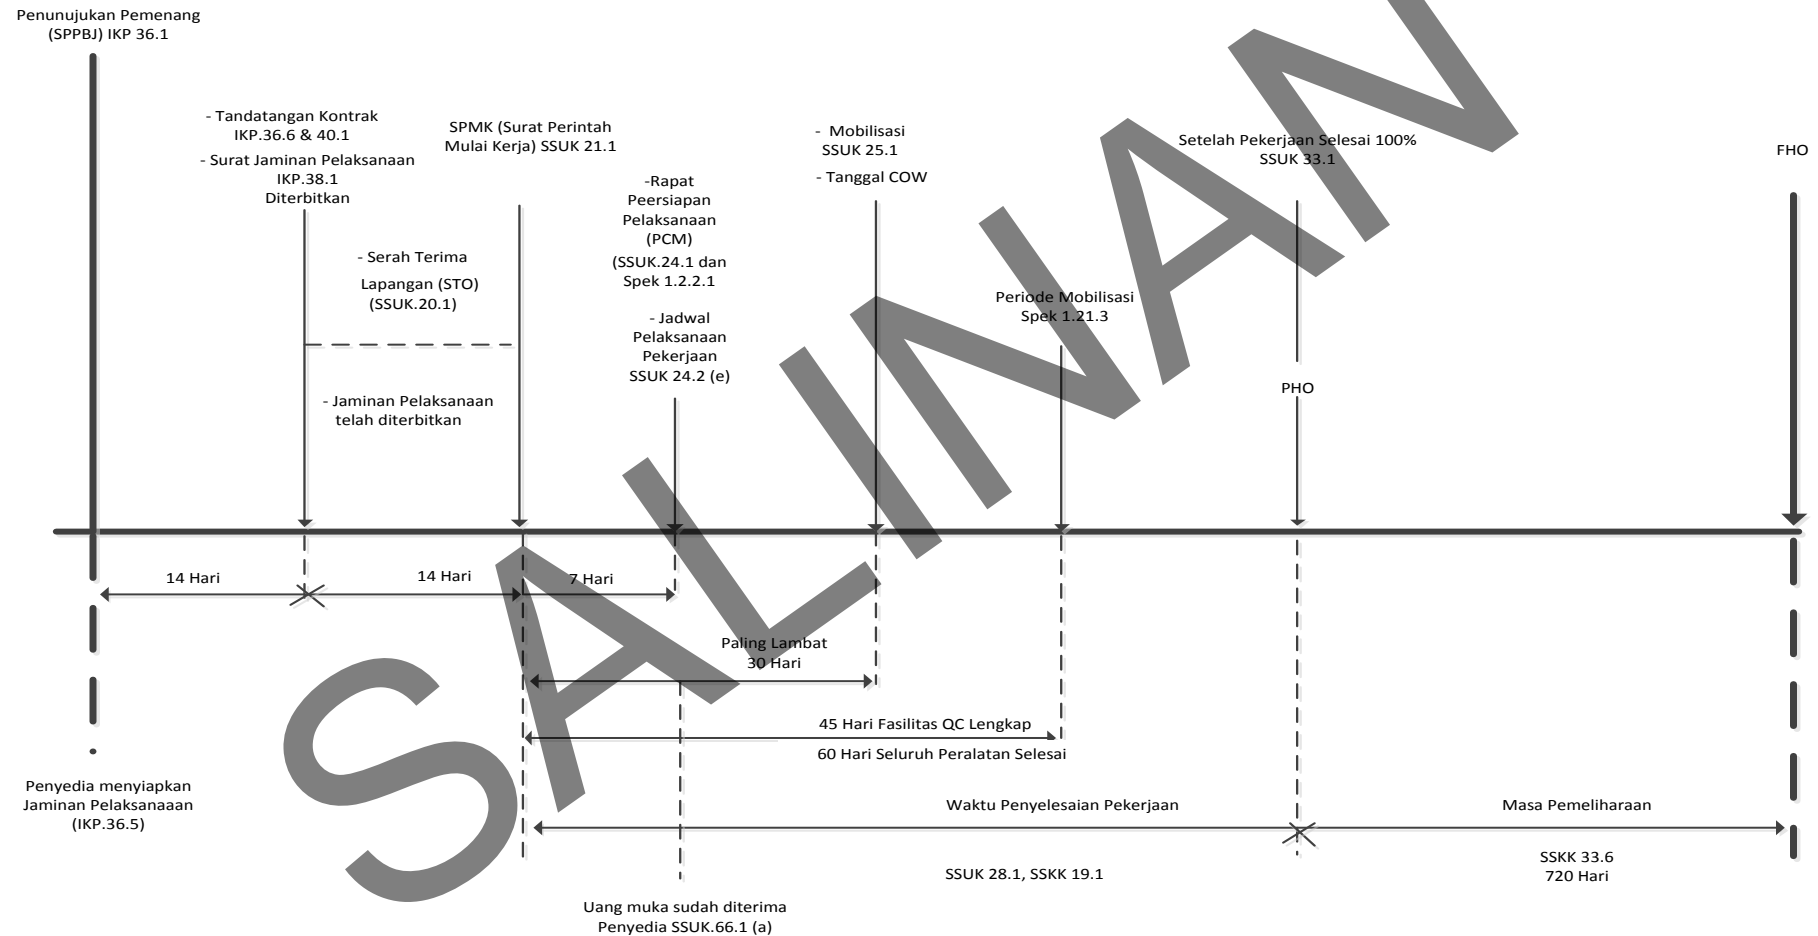 Penunujukan Pemenang
(SPPBJ) IKP 36.1
- Tandatangan Kontrak
IKP.36.6 & 40.1
- Surat Jaminan Pelaksanaan
IKP.38.1
Diterbitkan
- Serah Terima
Lapangan (STO)
(SSUK.20.1)
- Jaminan Pelaksanaan
telah diterbitkan
SPMK (Surat Perintah
Mulai Kerja) SSUK 21.1
-Rapat
Peersiapan
Pelaksanaan
(PCM)
(SSUK.24.1 dan
Spek 1.2.2.1
- Jadwal
Pelaksanaan
Pekerjaan
SSUK 24.2 (e)
- Mobilisasi
SSUK 25.1
- Tanggal COW
Periode Mobilisasi
Spek 1.21.3
Setelah Pekerjaan Selesai 100%
SSUK 33.1
PHO
FHO
14 Hari
14 Hari
7 Hari
Paling Lambat
30 Hari
45 Hari Fasilitas QC Lengkap
60 Hari Seluruh Peralatan Selesai
Penyedia menyiapkan
Jaminan Pelaksanaaan
(IKP.36.5)
Waktu Penyelesaian Pekerjaan
Masa Pemeliharaan
SSUK 28.1, SSKK 19.1
SSKK 33.6
720 Hari
Uang muka sudah diterima
Penyedia SSUK.66.1 (a)
SALINAN